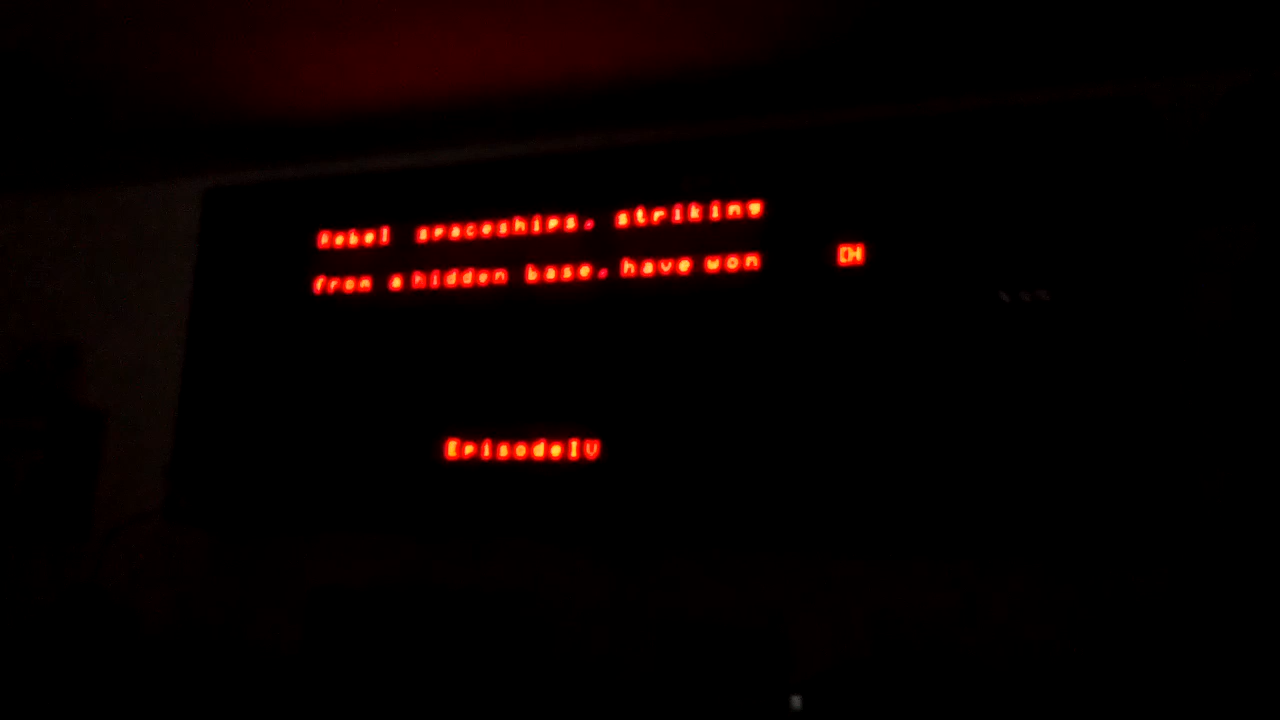 Rebel spaceships, striking
from a hidden base, have won
Episode IV